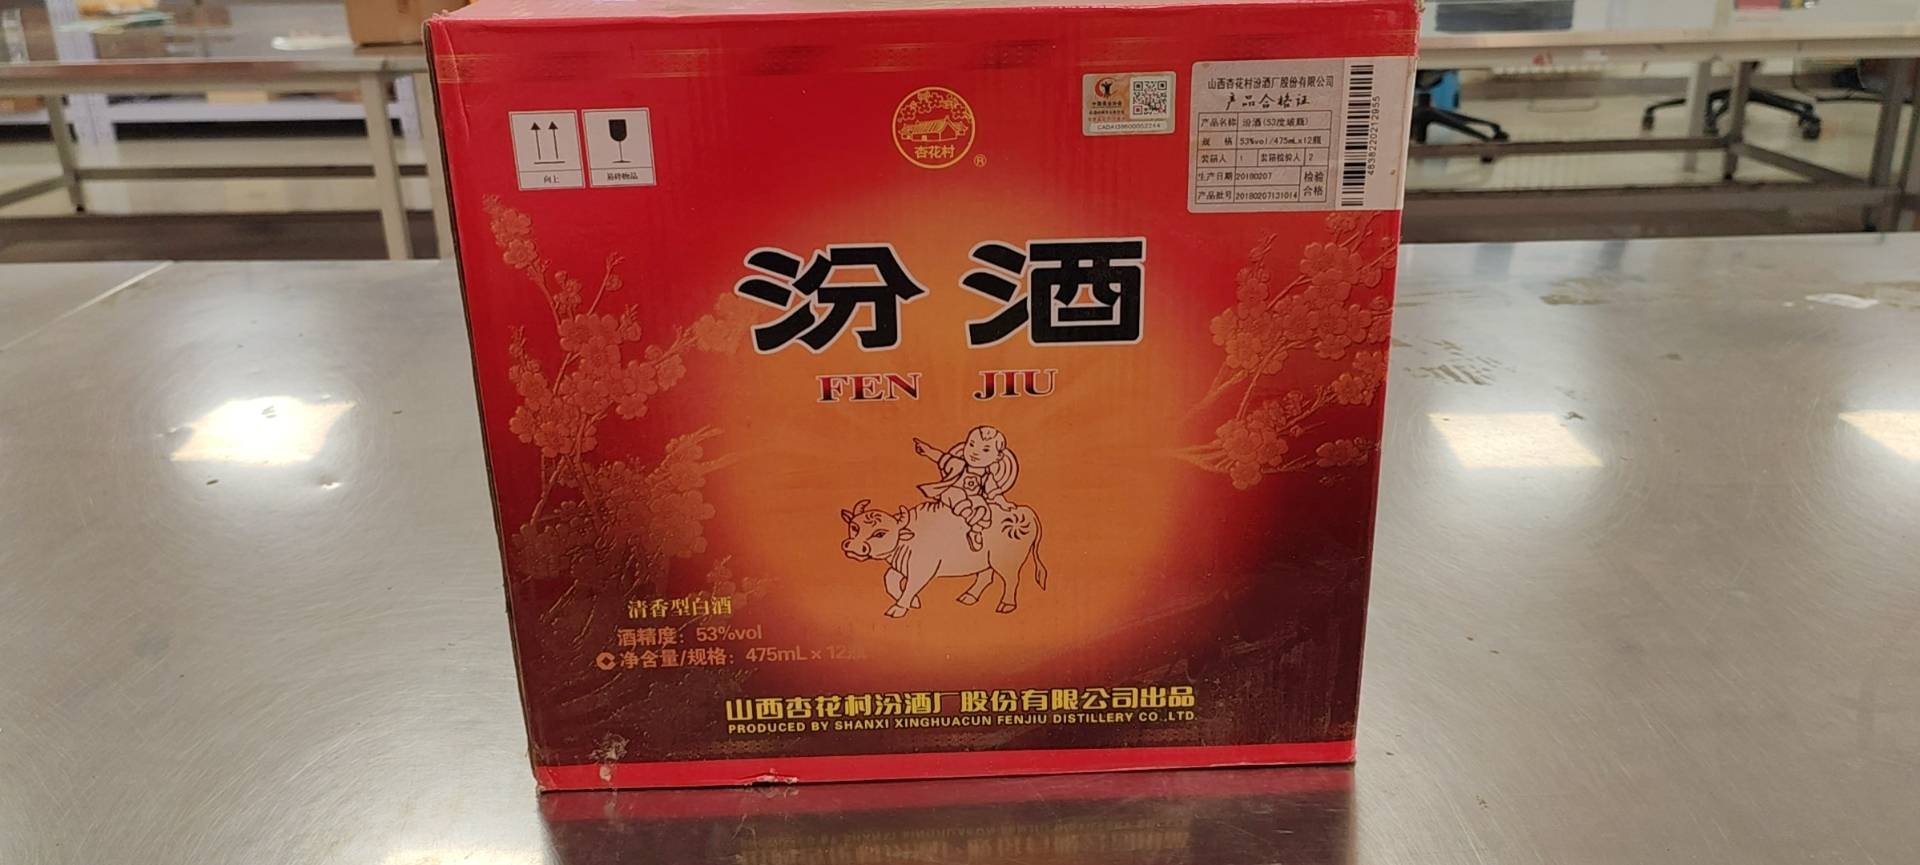 山西杏花村汾酒厂股份有限公司
产品合格证
产品名称 汾酒(53度玻瓶)
规 格 53%vol/475mL×12瓶
装箱人 1 装箱检验人 2
生产日期 20180207 检验合格
产品批号 20180207131014
483822021 2955
杏花村
®
向上
易碎物品
汾酒
FEN JIU
清香型白酒
酒精度：53%vol
净含量/规格：475mL×12瓶
山西杏花村汾酒厂股份有限公司出品
PRODUCED BY SHANXI XINGHUACUN FENJIU DISTILLERY CO.,LTD.